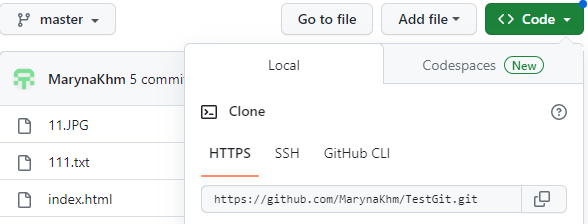 master Go to file Add file Code
Local Codespaces New
MarynaKhm 5 commi
Clone
11.JPG
HTTPS SSH GitHub CLI
111.txt
index.html
https://github.com/MarynaKhm/TestGit.git